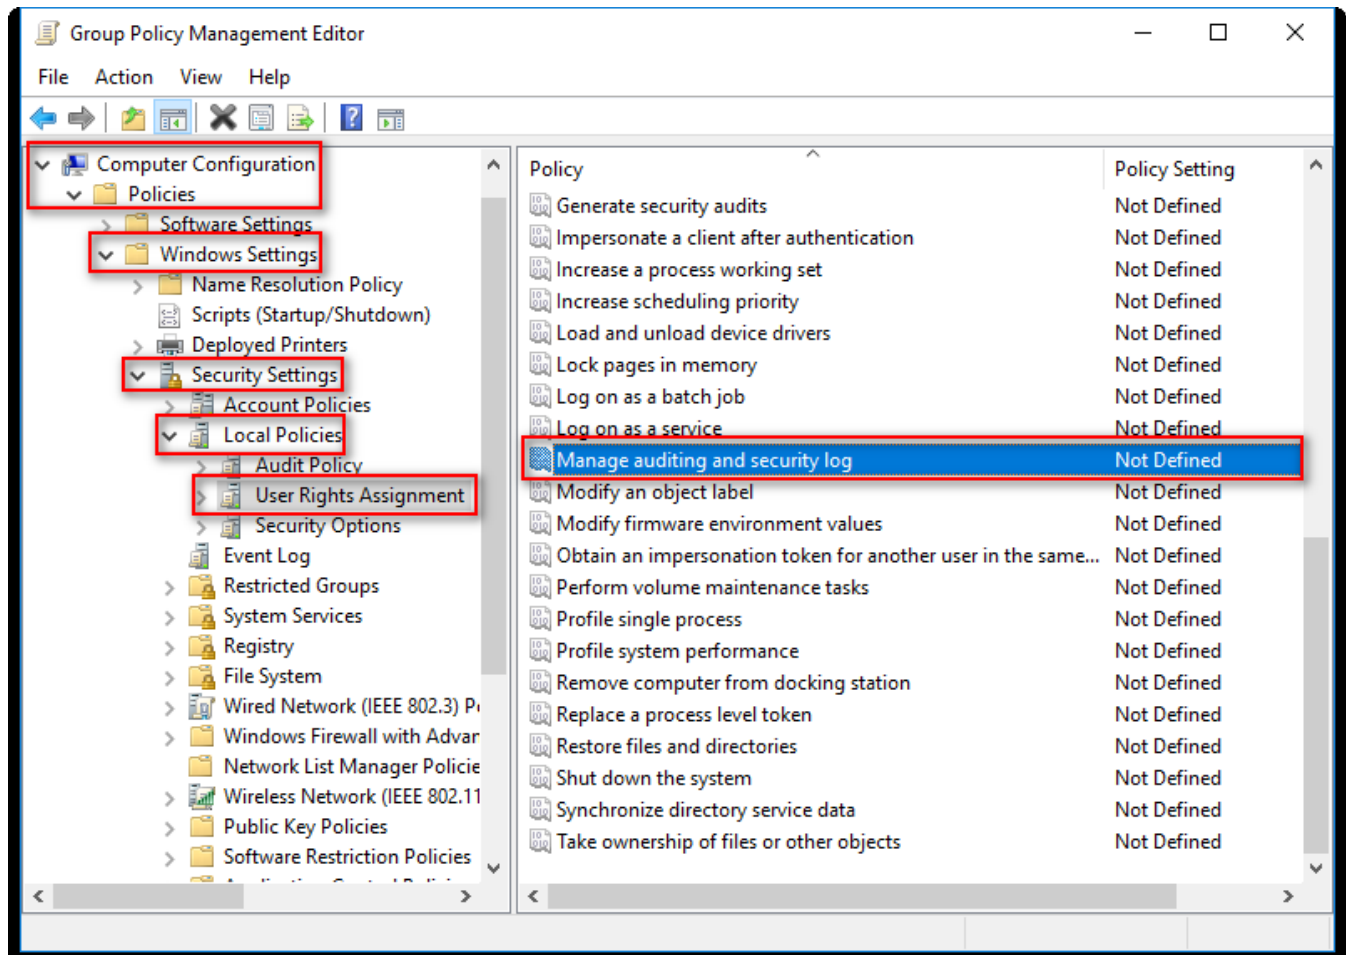 Group Policy Management Editor
File Action View Help
Computer Configuration
Policies
Software Settings
Windows Settings
Name Resolution Policy
Scripts (Startup/Shutdown)
Deployed Printers
Security Settings
Account Policies
Local Policies
Audit Policy
User Rights Assignment
Security Options
Event Log
Restricted Groups
System Services
Registry
File System
Wired Network (IEEE 802.3)
Windows Firewall with Advan
Network List Manager Policie
Wireless Network (IEEE 802.11
Public Key Policies
Software Restriction Policies
Policy Policy Setting
Generate security audits Not Defined
Impersonate a client after authentication Not Defined
Increase a process working set Not Defined
Increase scheduling priority Not Defined
Load and unload device drivers Not Defined
Lock pages in memory Not Defined
Log on as a batch job Not Defined
Log on as a service Not Defined
Manage auditing and security log Not Defined
Modify an object label Not Defined
Modify firmware environment values Not Defined
Obtain an impersonation token for another user in the same... Not Defined
Perform volume maintenance tasks Not Defined
Profile single process Not Defined
Profile system performance Not Defined
Remove computer from docking station Not Defined
Replace a process level token Not Defined
Restore files and directories Not Defined
Shut down the system Not Defined
Synchronize directory service data Not Defined
Take ownership of files or other objects Not Defined